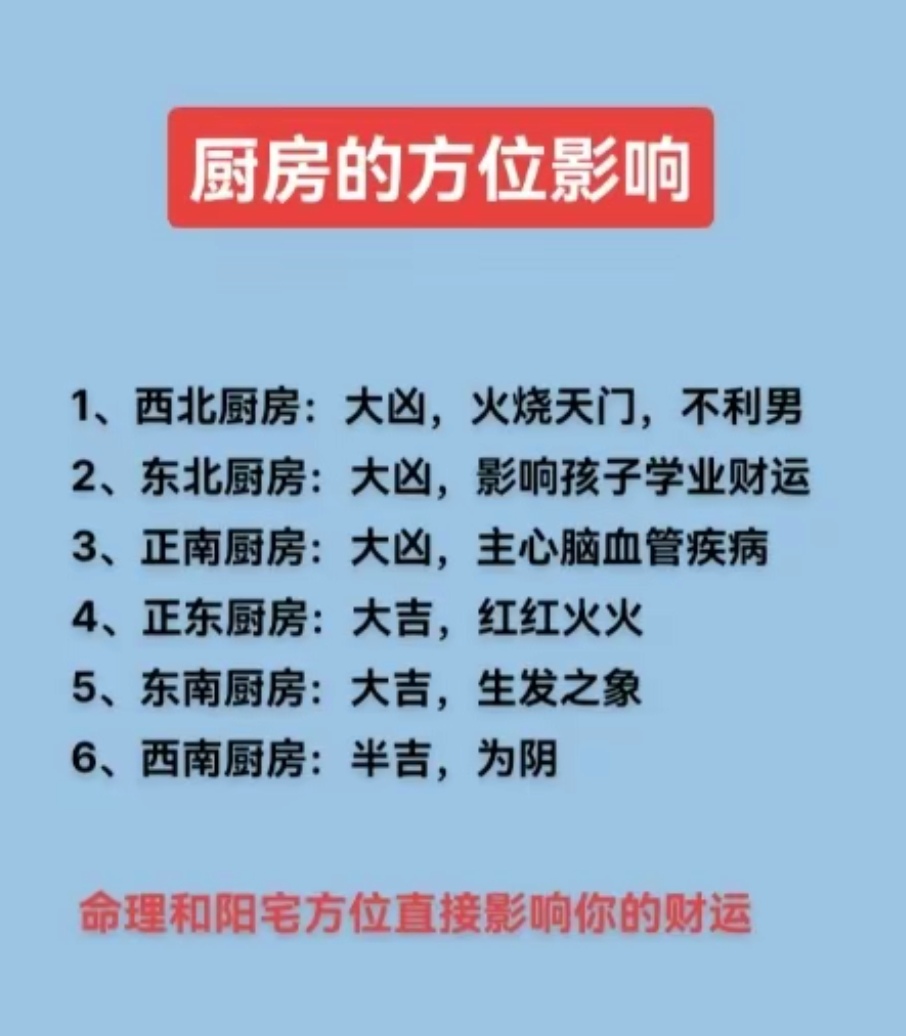 厨房的方位影响
1、西北厨房：大凶，火烧天门，不利男
2、东北厨房：大凶，影响孩子学业财运
3、正南厨房：大凶，主心脑血管疾病
4、正东厨房：大吉，红红火火
5、东南厨房：大吉，生发之象
6、西南厨房：半吉，为阴
命理和阳宅方位直接影响你的财运